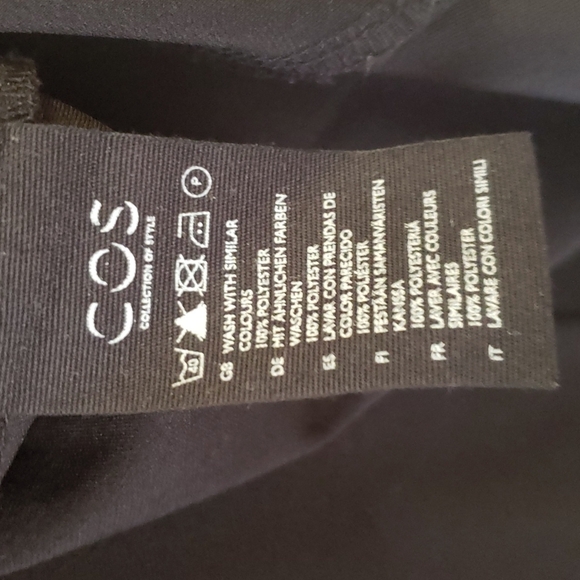 COS
COLLECTION OF STYLE
40
P
GB WASH WITH SIMILAR
COLOURS
100% POLYESTER
DE MIT ÄHNLICHEN FARBEN
WASCHEN
100% POLYESTER
ES LAVAR CON PRENDAS DE
COLOR PARECIDO
100% POLIÉSTER
FI PESTÄÄN SAMANVÄRISTEN
KANSSA
100% POLYESTERIÄ
FR LAVER AVEC COULEURS
SIMILAIRES
100% POLYESTER
IT LAVARE CON COLORI SIMILI